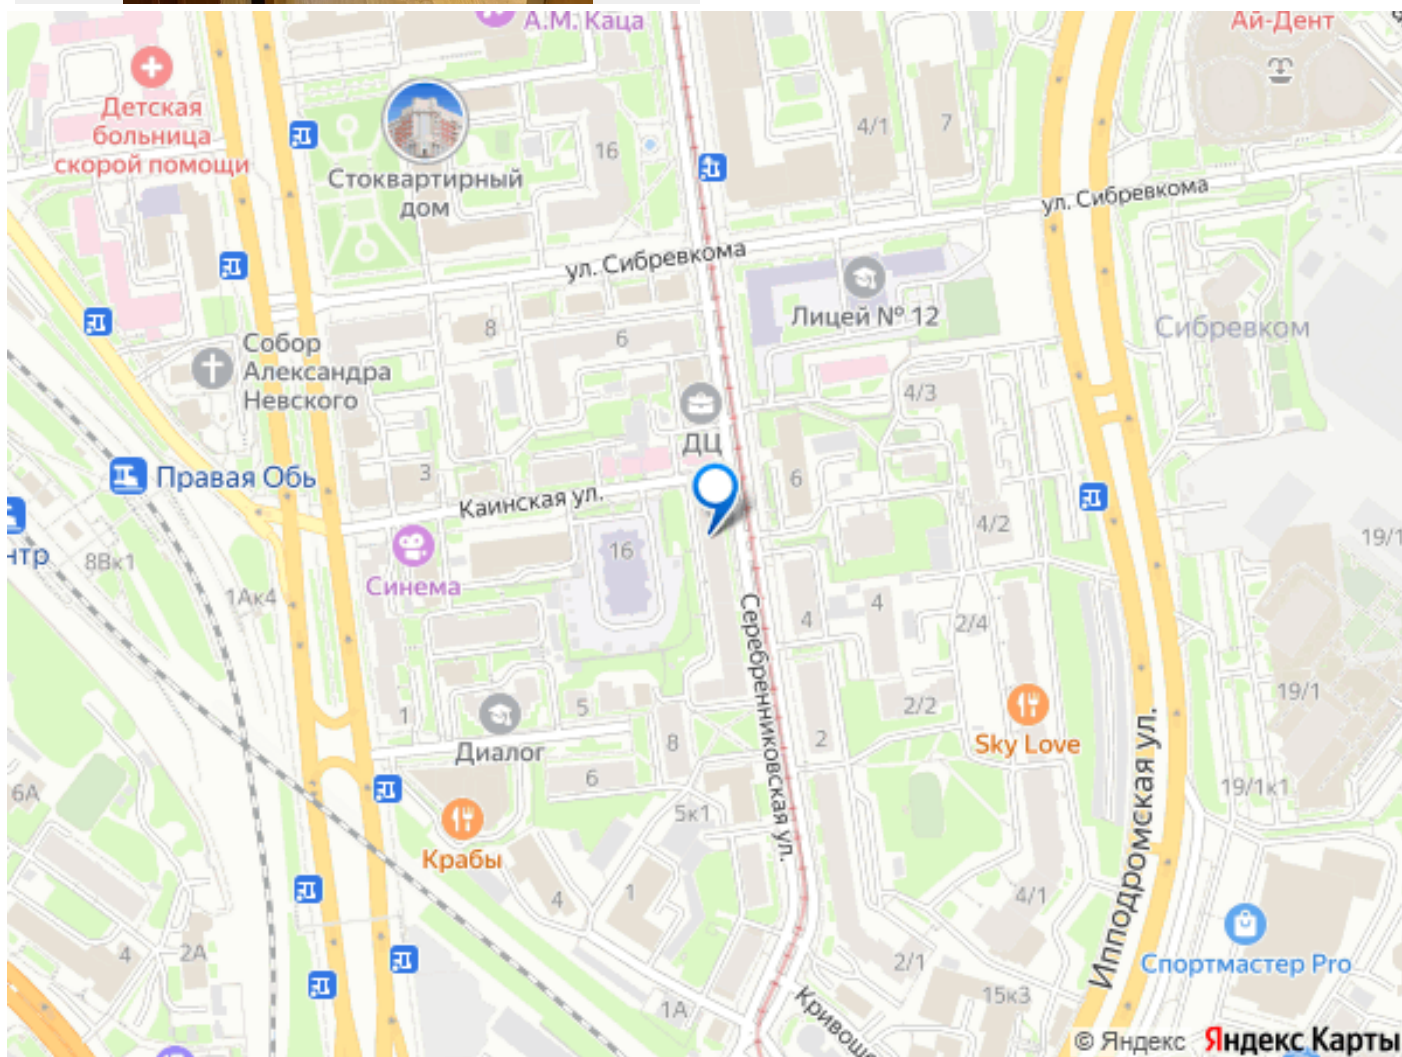 А.М. Каца
Ай-Дент
Детская
больница
скорой помощи
4/1
7
16
Стоквартирный
дом
ул. Сибревкома
ул. Сибревкома
Лицей № 12
Сибревком
8
6
Собор
Александра
Невского
4/3
ДЦ
3
6
Правая Обь
Каинская ул.
4/2
нтр
8Вк1
16
19/1
Синема
1Ак4
4
4
2/4
Серебренниковская ул.
19/1
1
5
2/2
Sky Love
Диалог
8
2
6
6А
5к1
19/1к1
Ипподромская ул.
Крабы
4
1
4/1
4
2А
2/1
Спортмастер Pro
15к3
1А
Кривоще
© Яндекс Яндекс Карты